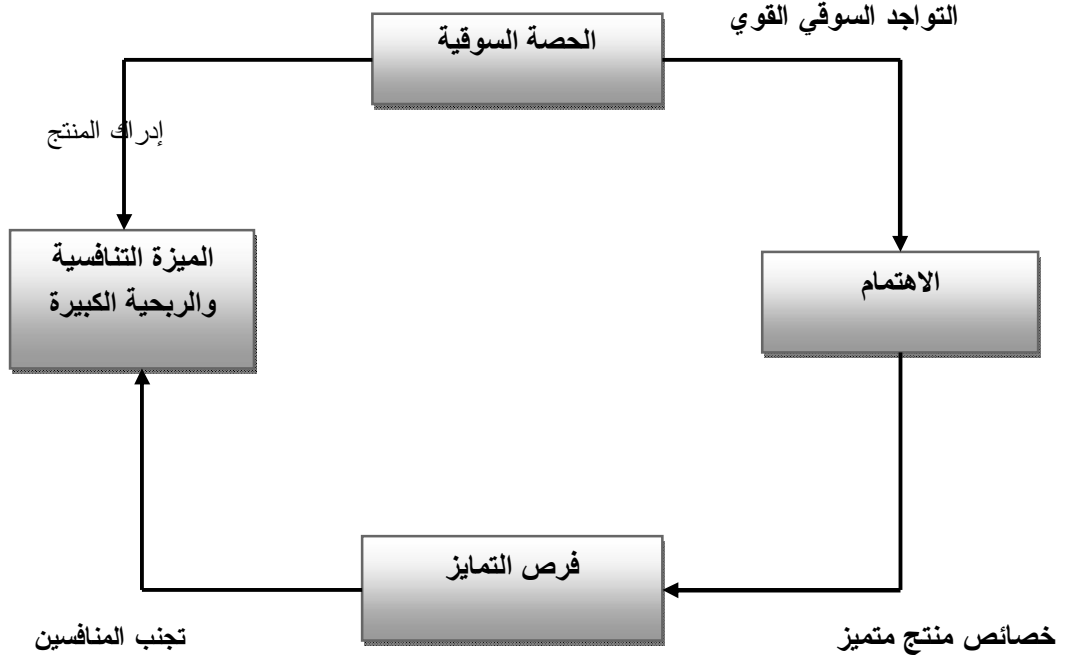 التواجد السوقي القوي
الحصة السوقية
إدراك المنتج
الميزة التنافسية
والربحية الكبيرة
الاهتمام
فرص التمايز
خصائص منتج متميز
تجنب المنافسين